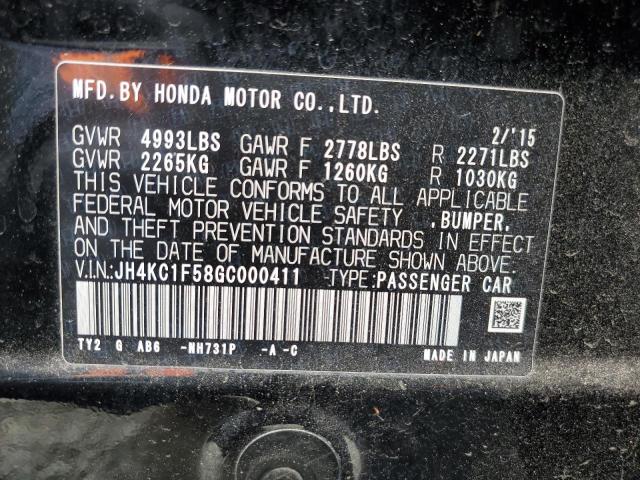 MFD. BY HONDA MOTOR CO., LTD.
2/'15
GVWR 4993LBS GAWR F 2778LBS R 2271LBS
GVWR 2265KG GAWR F 1260KG R 1030KG
THIS VEHICLE CONFORMS TO ALL APPLICABLE
FEDERAL MOTOR VEHICLE SAFETY ,BUMPER,
AND THEFT PREVENTION STANDARDS IN EFFECT
ON THE DATE OF MANUFACTURE SHOWN ABOVE.
V.I.N.:JH4KC1F58GC000411 TYPE:PASSENGER CAR
TY2 G AB6 -NH731P -A -C
MADE IN JAPAN